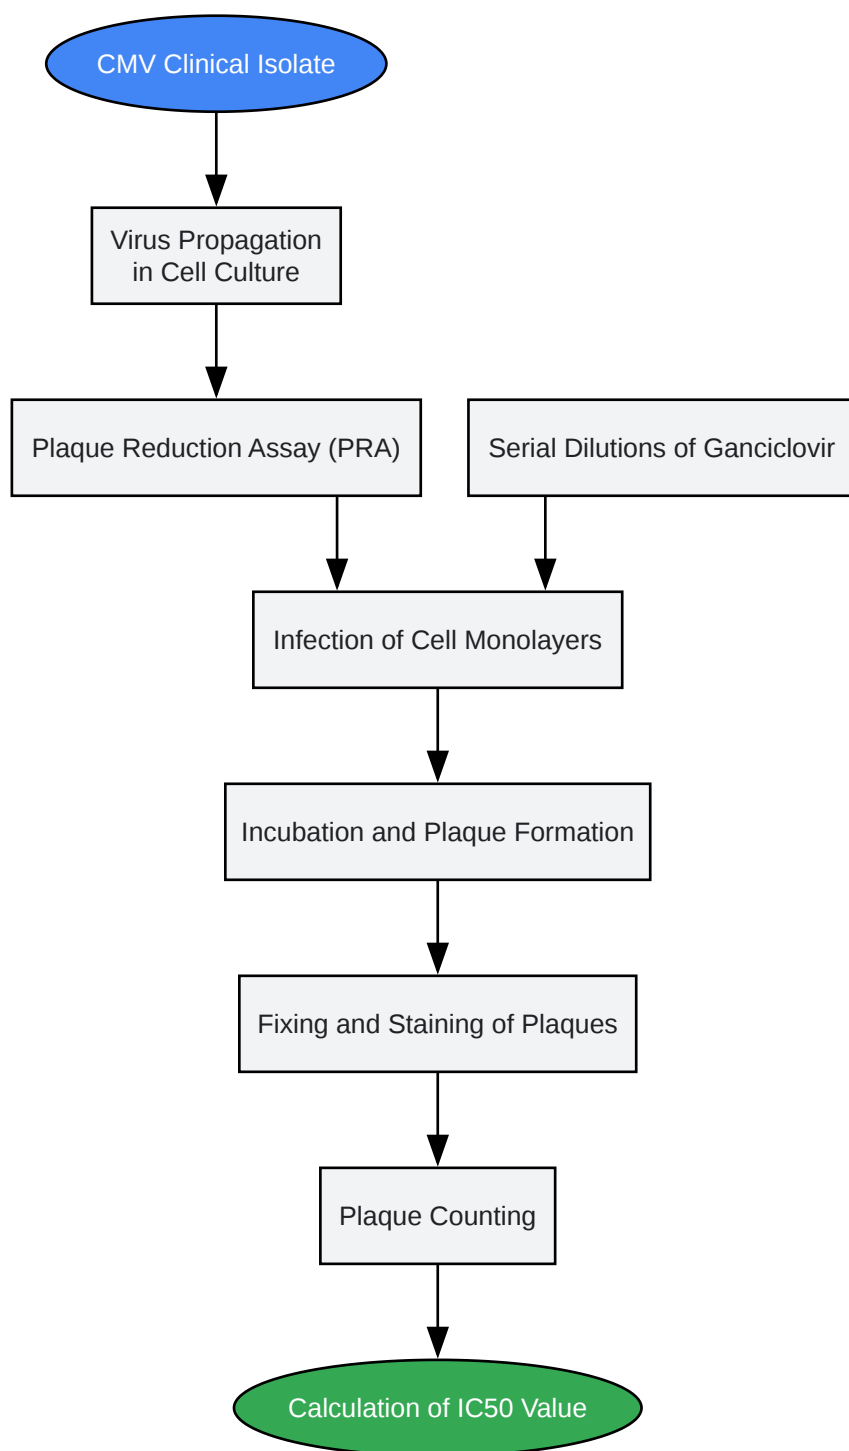 CMV Clinical Isolate
Virus Propagation
in Cell Culture
Plaque Reduction Assay (PRA)
Serial Dilutions of Ganciclovir
Infection of Cell Monolayers
Incubation and Plaque Formation
Fixing and Staining of Plaques
Plaque Counting
Calculation of IC50 Value